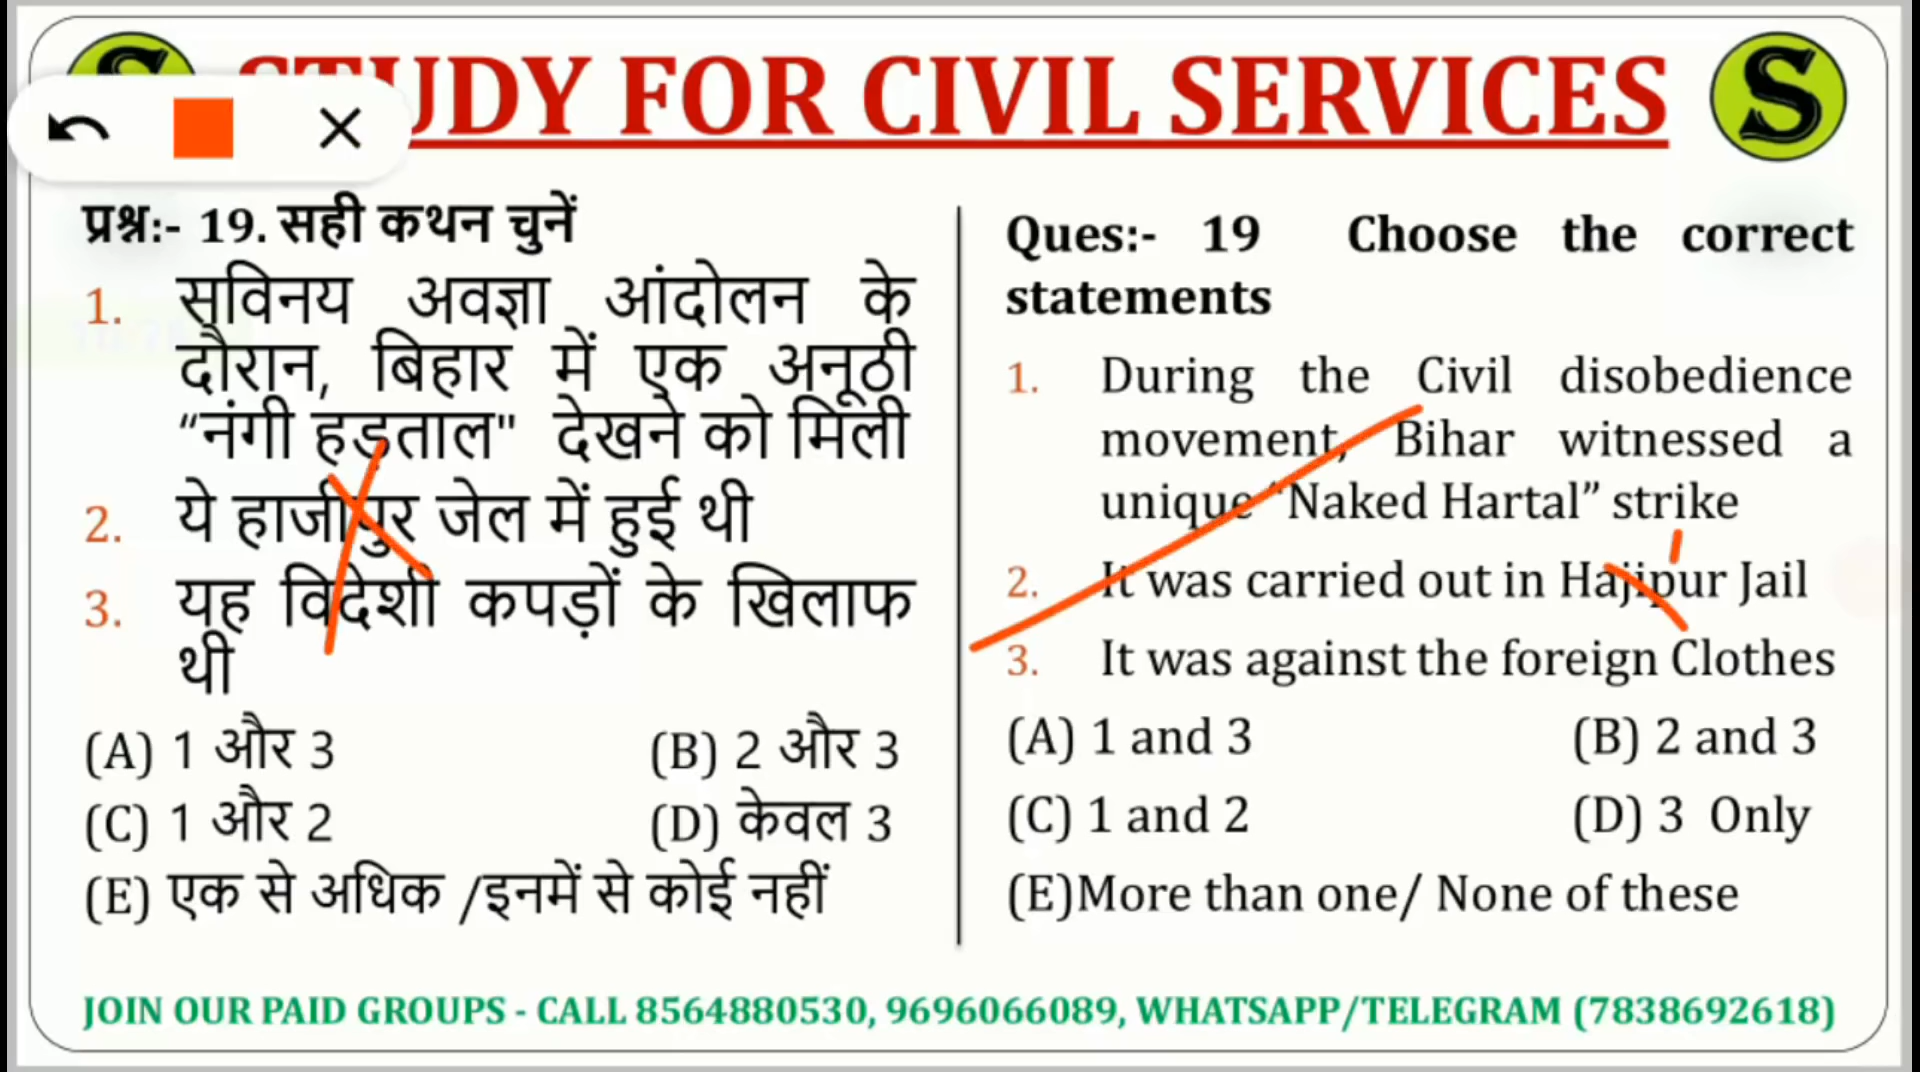 STUDY FOR CIVIL SERVICES
S
S
प्रश्न:- 19. सही कथन चुनें
1. सविनय अवज्ञा आंदोलन के
दौरान, बिहार में एक अनूठी
“नंगी हड़ताल" देखने को मिली
2. ये हाजीपुर जेल में हुई थी
3. यह विदेशी कपड़ों के खिलाफ
थी
(A) 1 और 3 (B) 2 और 3
(C) 1 और 2 (D) केवल 3
(E) एक से अधिक /इनमें से कोई नहीं
Ques:- 19 Choose the correct
statements
1. During the Civil disobedience
movement, Bihar witnessed a
unique “Naked Hartal” strike
2. It was carried out in Hajipur Jail
3. It was against the foreign Clothes
(A) 1 and 3 (B) 2 and 3
(C) 1 and 2 (D) 3 Only
(E)More than one/ None of these
JOIN OUR PAID GROUPS - CALL 8564880530, 9696066089, WHATSAPP/TELEGRAM (7838692618)